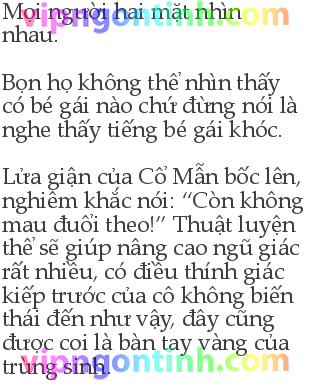 Mọi người hai mặt nhìn
nhau.
Bọn họ không thể nhìn thấy
có bé gái nào chứ đừng nói là
nghe thấy tiếng bé gái khóc.
Lửa giận của Cổ Mẫn bốc lên,
nghiêm khắc nói: “Còn không
mau đuổi theo!” Thuật luyện
thể sẽ giúp nâng cao ngũ giác
rất nhiều, có điều thính giác
kiếp trước của cô không biến
thái đến như vậy, đây cũng
được coi là bàn tay vàng của
trùng sinh.
vipngontinh.com
vipngontinh.com